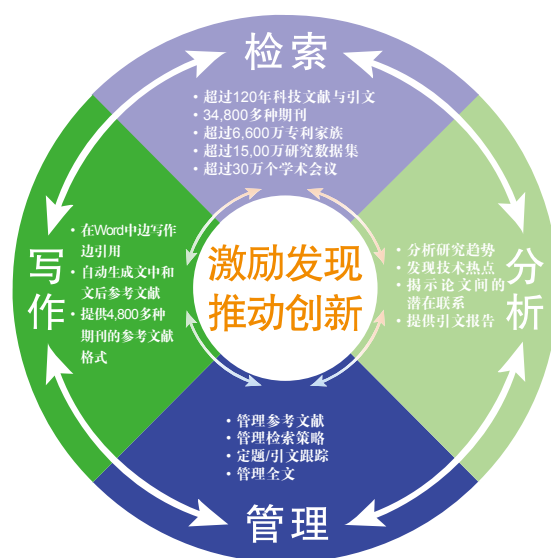 检索
• 超过120年科技文献与引文
• 34,800多种期刊
• 超过6,600万专利家族
• 超过15,00万研究数据集
• 超过30万个学术会议
写作
• 在Word中边写作
边引用
• 自动生成文中和
文后参考文献
• 提供4,800多种
期刊的参考文献
格式
激励发现
推动创新
分析
• 分析研究趋势
• 发现技术热点
• 揭示论文间的
潜在联系
• 提供引文报告
• 管理参考文献
• 管理检索策略
• 定题/引文跟踪
• 管理全文
管理